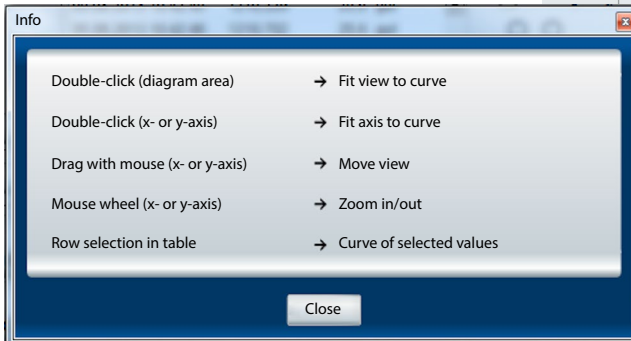 Info
Double-click (diagram area) → Fit view to curve
Double-click (x- or y-axis) → Fit axis to curve
Drag with mouse (x- or y-axis) → Move view
Mouse wheel (x- or y-axis) → Zoom in/out
Row selection in table → Curve of selected values
Close